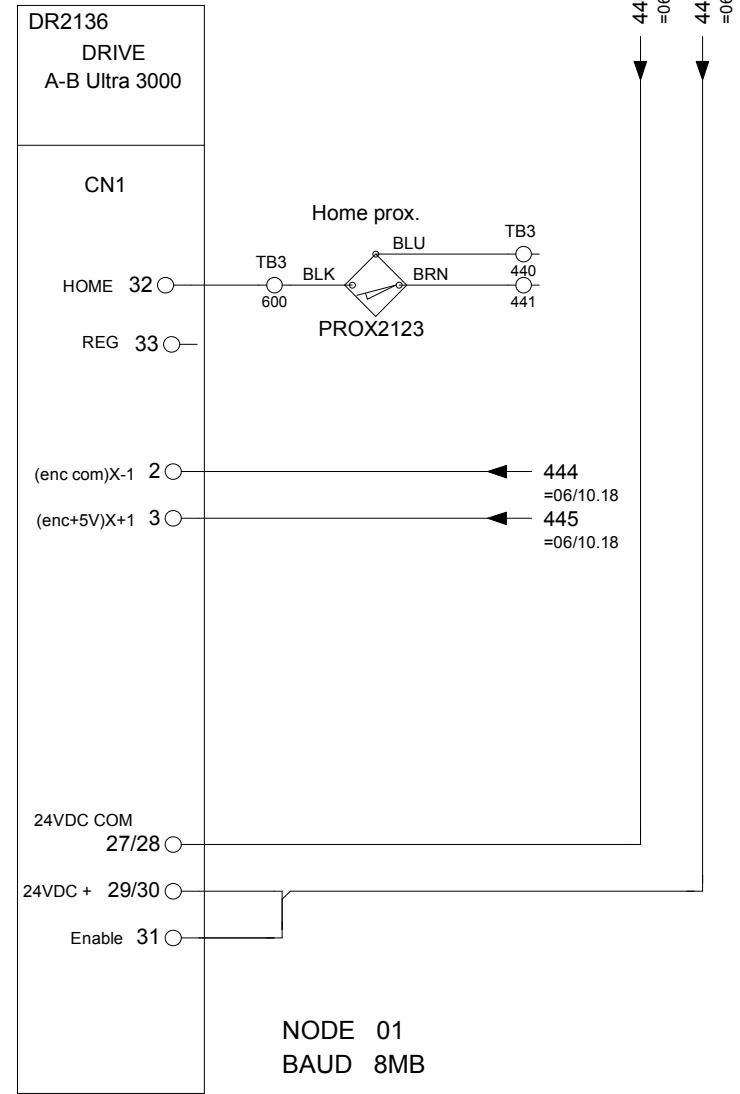 DR2136
DRIVE
A-B Ultra 3000
CN1
Home prox.
TB3
BLK
BLU
BRN
TB3
440
441
600
HOME 32
PROX2123
REG 33
(enc com)X-1 2
444
=06/10.18
(enc+5V)X+1 3
445
=06/10.18
24VDC COM
27/28
24VDC + 29/30
Enable 31
NODE 01
BAUD 8MB